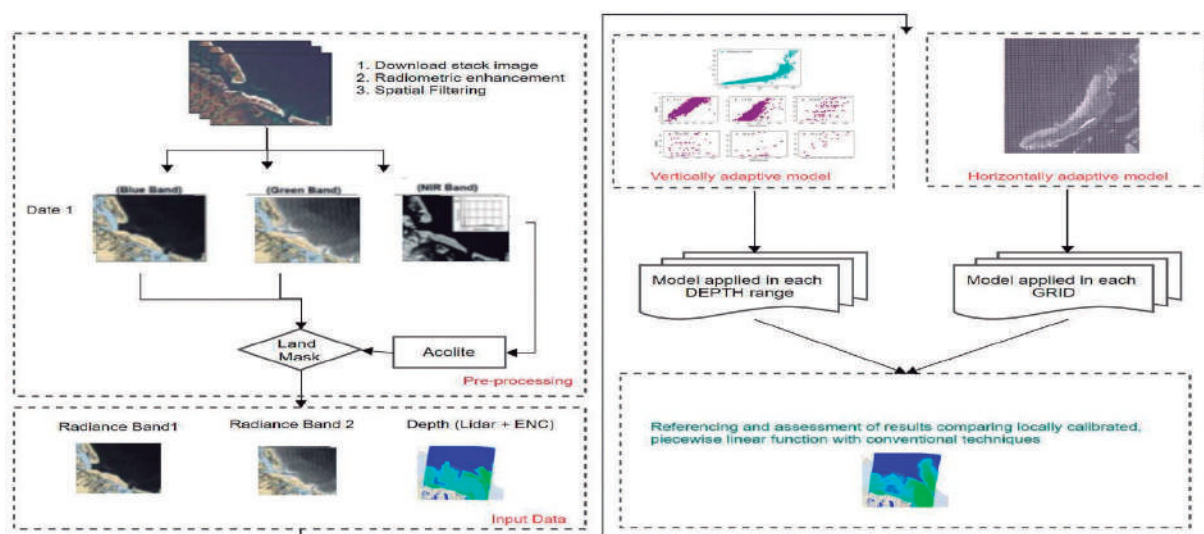 1. Download stack image
2. Radiometric enhancement
3. Spatial Filtering
(Blue Band)
(Green Band)
(NIR Band)
Date 1
Land
Mask
Acolite
Pre-processing
Radiance Band1
Radiance Band 2
Depth (Lidar + ENC)
Input Data
Vertically adaptive model
Horizontally adaptive model
Model applied in each
DEPTH range
Model applied in each
GRID
Referencing and assessment of results comparing locally calibrated,
piecewise linear function with conventional techniques